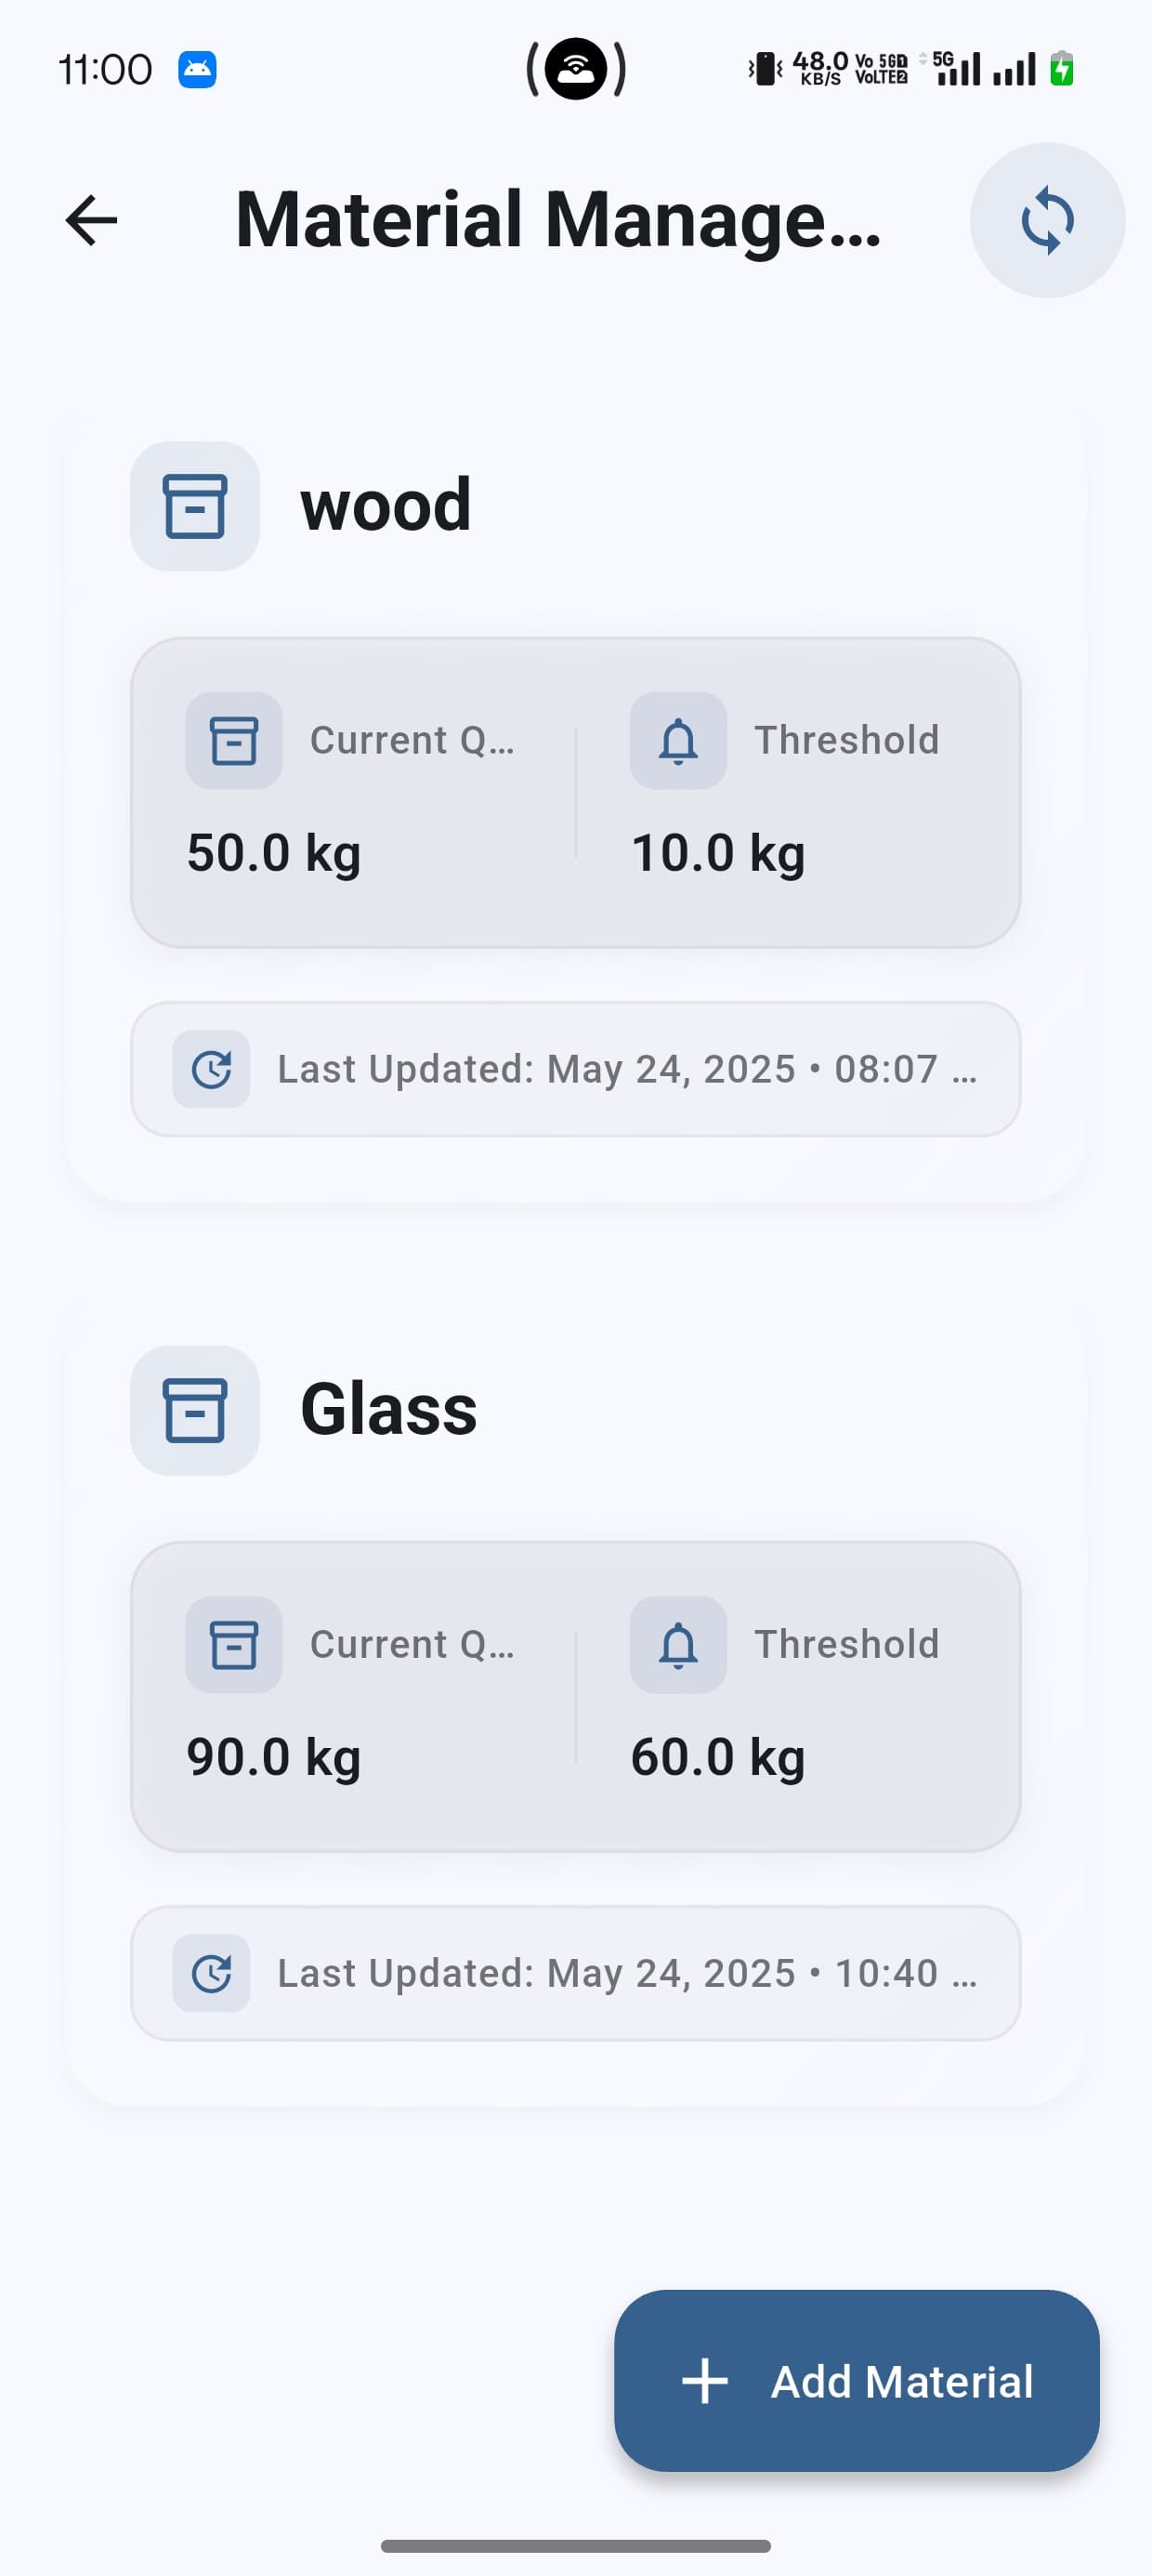 11:00
48.0 KB/S Vo 5G 1 VoLTE 2 5G
Material Manage...
wood
Current Q... Threshold
50.0 kg 10.0 kg
Last Updated: May 24, 2025 • 08:07 ...
Glass
Current Q... Threshold
90.0 kg 60.0 kg
Last Updated: May 24, 2025 • 10:40 ...
Add Material